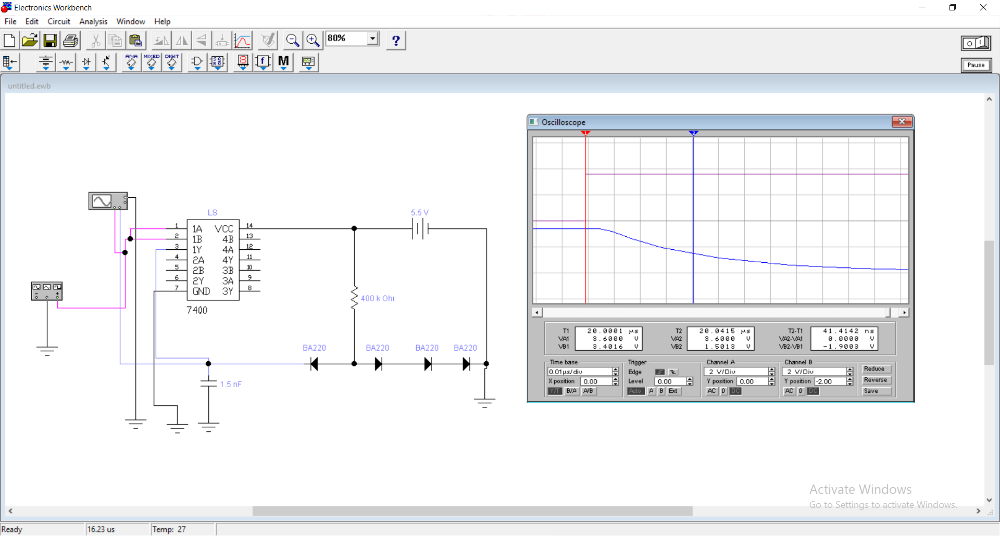 Electronics Workbench
File Edit Circuit Analysis Window Help
80%
?
ANA MIXED DIGIT
M
Pause
untitled.ewb
Oscilloscope
1 2
LS
5.5 V
1 1A VCC 14
2 1B 4B 13
3 1Y 4A 12
4 2A 4Y 11
5 2B 3B 10
6 2Y 3A 9
7 GND 3Y 8
7400
400 k Ohı
BA220 BA220 BA220 BA220
1.5 nF
T1 20.0001 µs T2 20.0415 µs T2-T1 41.4142 ns
VA1 3.6000 V VA2 3.6000 V VA2-VA1 0.0000 V
VB1 3.4016 V VB2 1.5013 V VB2-VB1 -1.9003 V
Time base Trigger Channel A Channel B
0.01µs/div Edge 2 V/Div 2 V/Div Reduce
X position 0.00 Level 0.00 Y position 0.00 Y position -2.00 Reverse
Y/T B/A A/B Auto A B Ext AC 0 DC AC 0 DC Save
Activate Windows
Go to Settings to activate Windows.
Ready 16.23 us Temp: 27